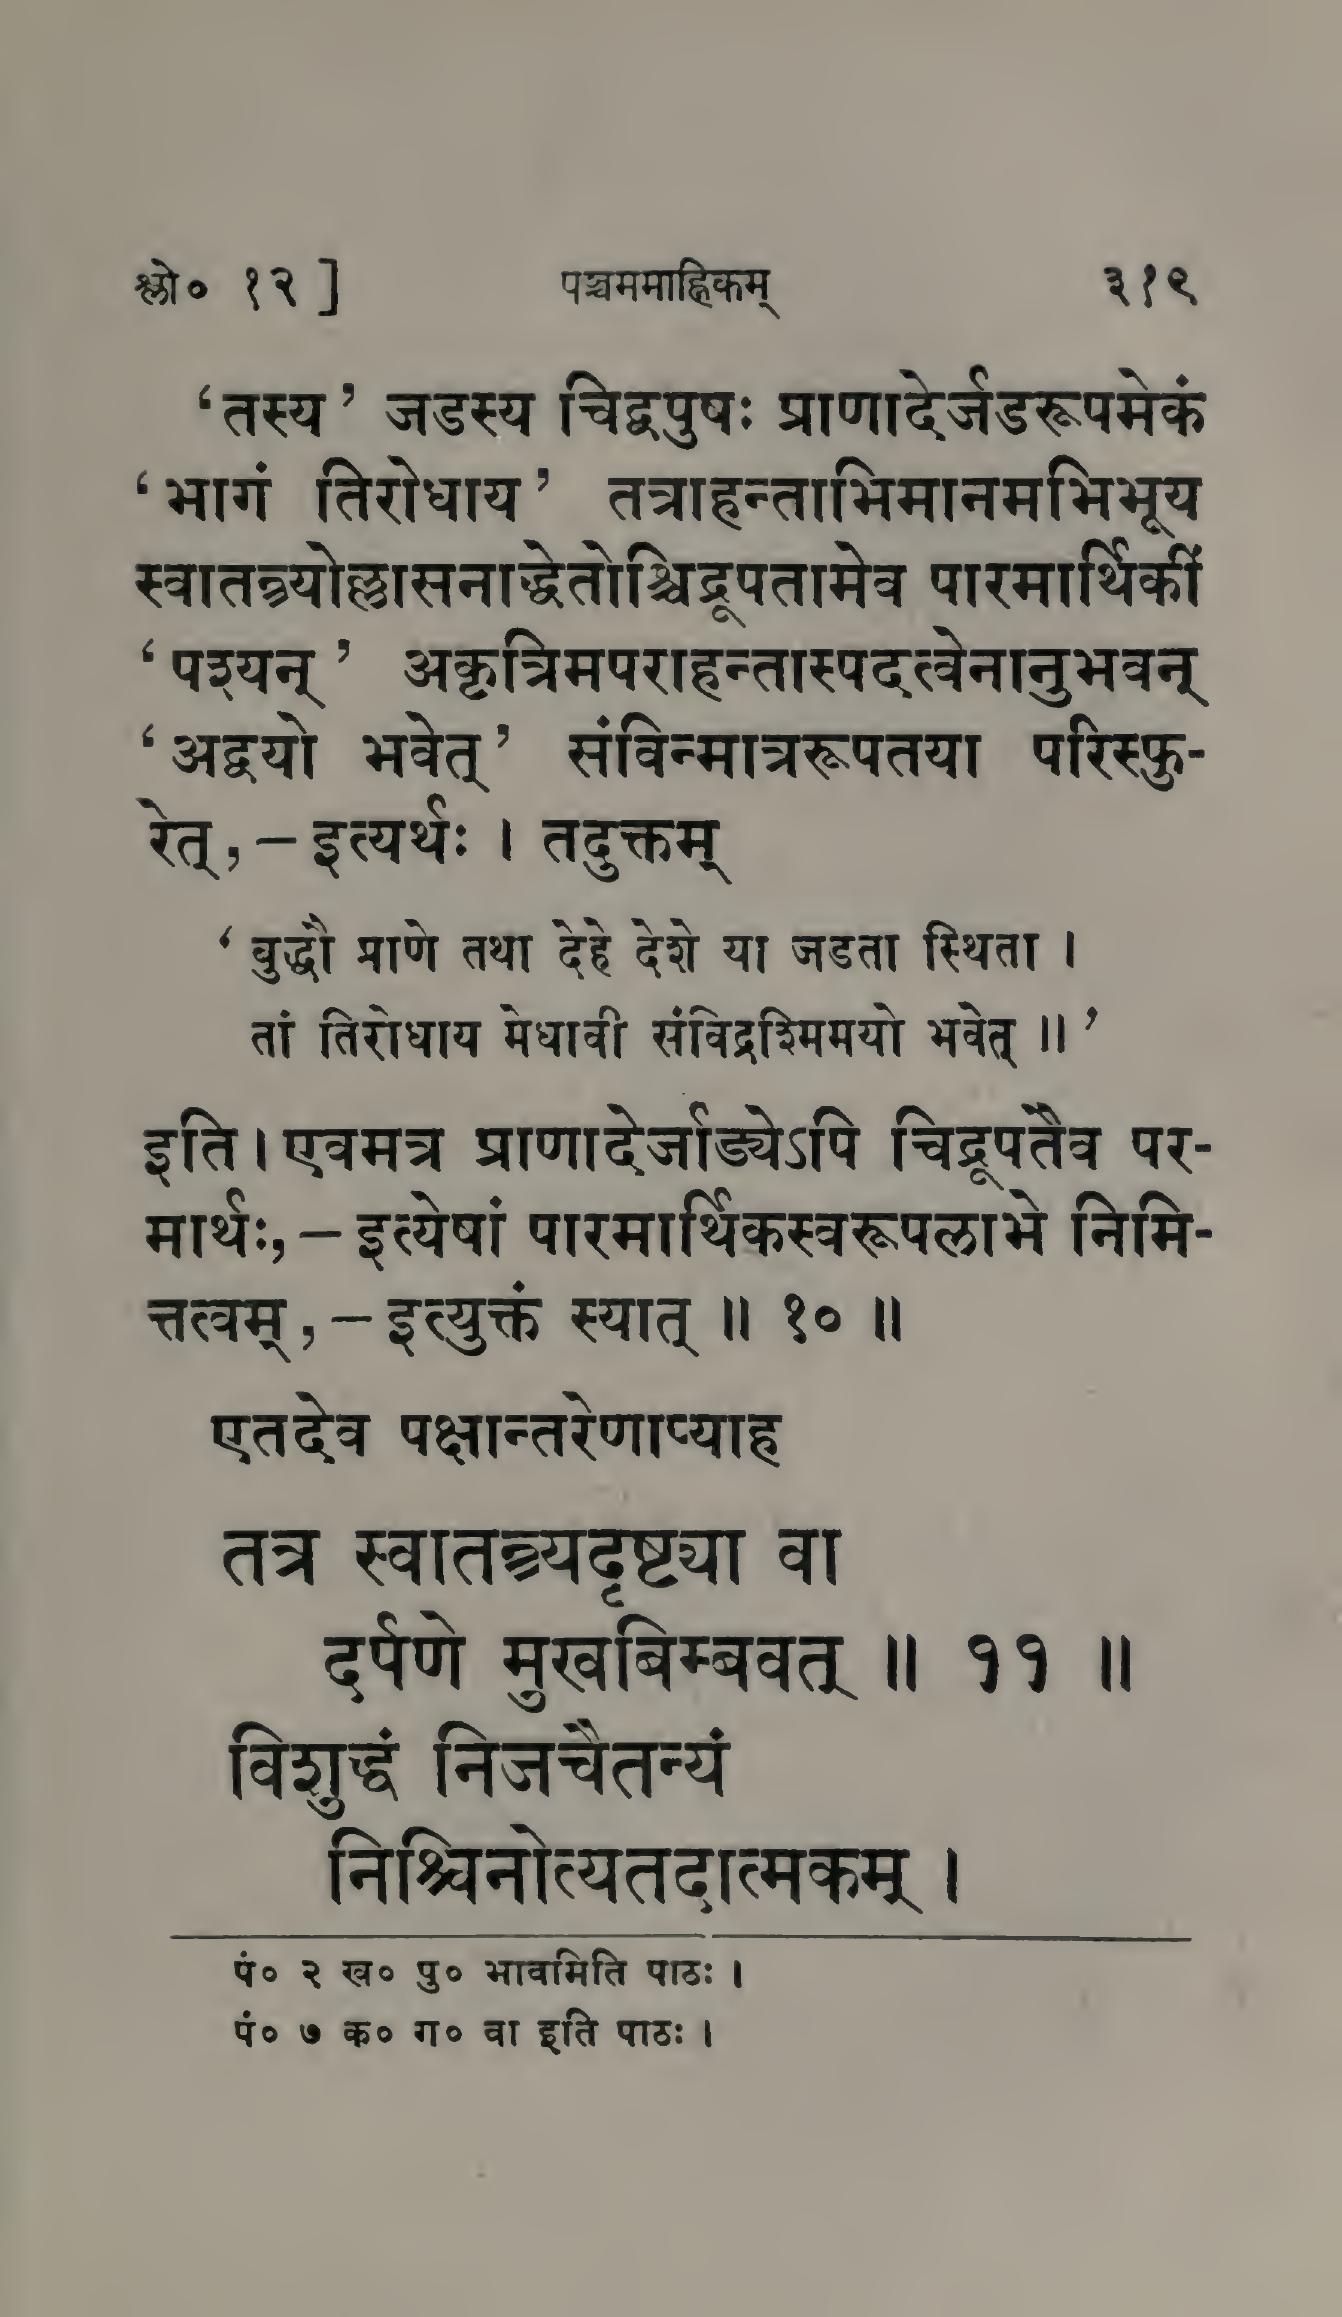 श्लो० १२ ] पञ्चममाह्निकम् ३१९
‘तस्य’ जडस्य चिद्वपुषः प्राणादेर्जडरूपमेकं
‘भागं तिरोधाय’ तत्राहन्ताभिमानमभिभूय
स्वातन्त्र्योल्लासनाद्धेतोश्चिद्रूपतामेव पारमार्थिकीं
‘पश्यन्’ अकृत्रिमपराहन्तास्पदत्वेनानुभवन्
‘अद्वयो भवेत्’ संविन्मात्ररूपतया परिस्फु-
रेत्, – इत्यर्थः । तदुक्तम्
‘बुद्धौ प्राणे तथा देहे देशे या जडता स्थिता ।
तां तिरोधाय मेधावी संविद्रश्मिमयो भवेत् ॥’
इति । एवमत्र प्राणादेर्जाड्येऽपि चिद्रूपतैव पर-
मार्थः, – इत्येषां पारमार्थिकस्वरूपलाभे निमि-
त्तत्वम्, – इत्युक्तं स्यात् ॥ १० ॥
एतदेव पक्षान्तरेणाप्याह
तत्र स्वातन्त्र्यदृष्ट्या वा
दर्पणे मुखबिम्बवत् ॥ ११ ॥
विशुद्धं निजचैतन्यं
निश्चिनोत्यतदात्मकम् ।
पं० २ ख० पु० भावमिति पाठः ।
पं० ७ क० ग० वा इति पाठः ।